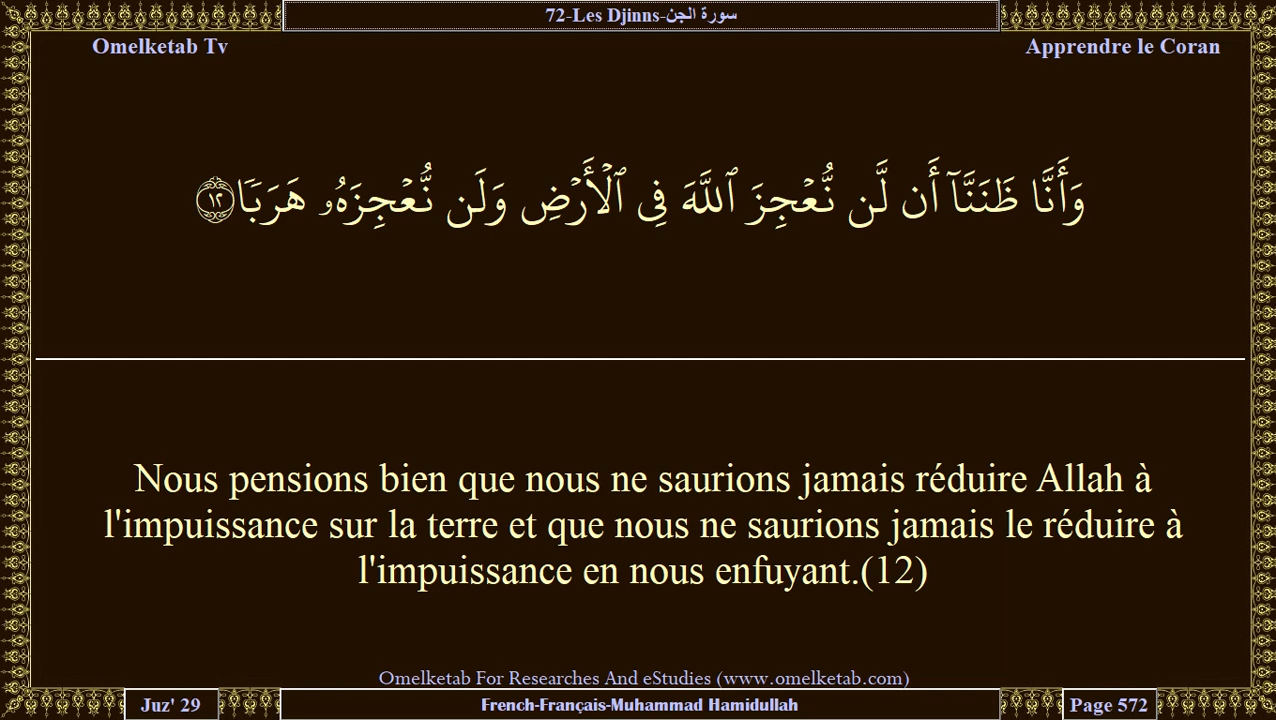 72-Les Djinns-سورة الجن
Omelketab Tv
Apprendre le Coran
وَأَنَّا ظَنَنَّآ أَن لَّن نُّعۡجِزَ ٱللَّهَ فِي ٱلۡأَرۡضِ وَلَن نُّعۡجِزَهُۥ هَرَبٗا ١٢
Nous pensions bien que nous ne saurions jamais réduire Allah à
l'impuissance sur la terre et que nous ne saurions jamais le réduire à
l'impuissance en nous enfuyant.(12)
Omelketab For Researches And eStudies (www.omelketab.com)
Juz' 29
French-Français-Muhammad Hamidullah
Page 572